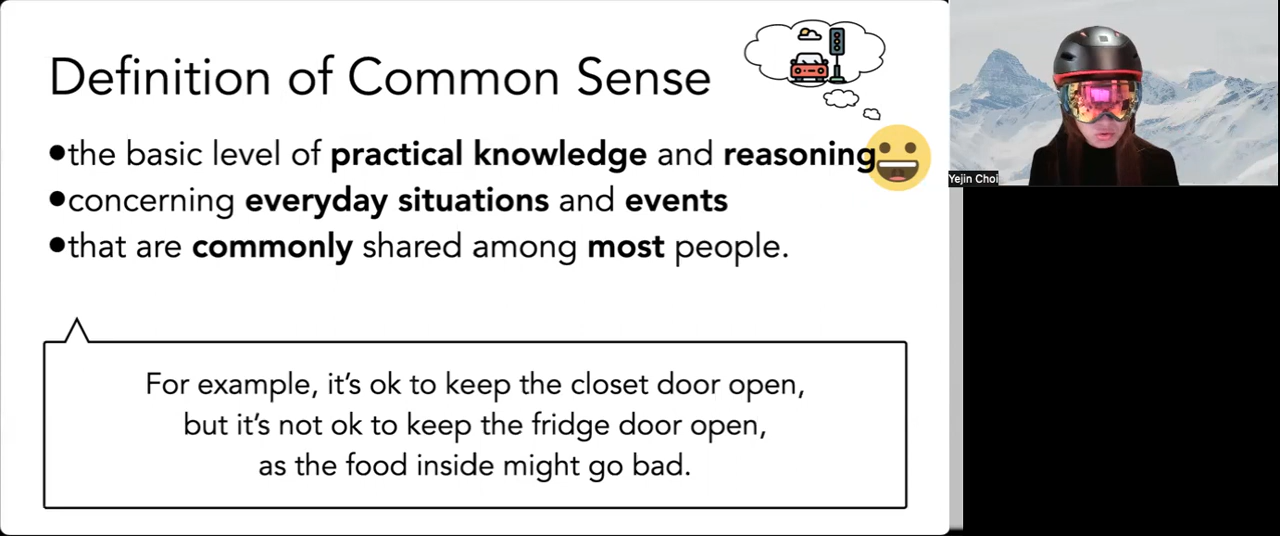 Definition of Common Sense
•the basic level of practical knowledge and reasoning
•concerning everyday situations and events
•that are commonly shared among most people.
For example, it’s ok to keep the closet door open,
but it’s not ok to keep the fridge door open,
as the food inside might go bad.
Yejin Choi